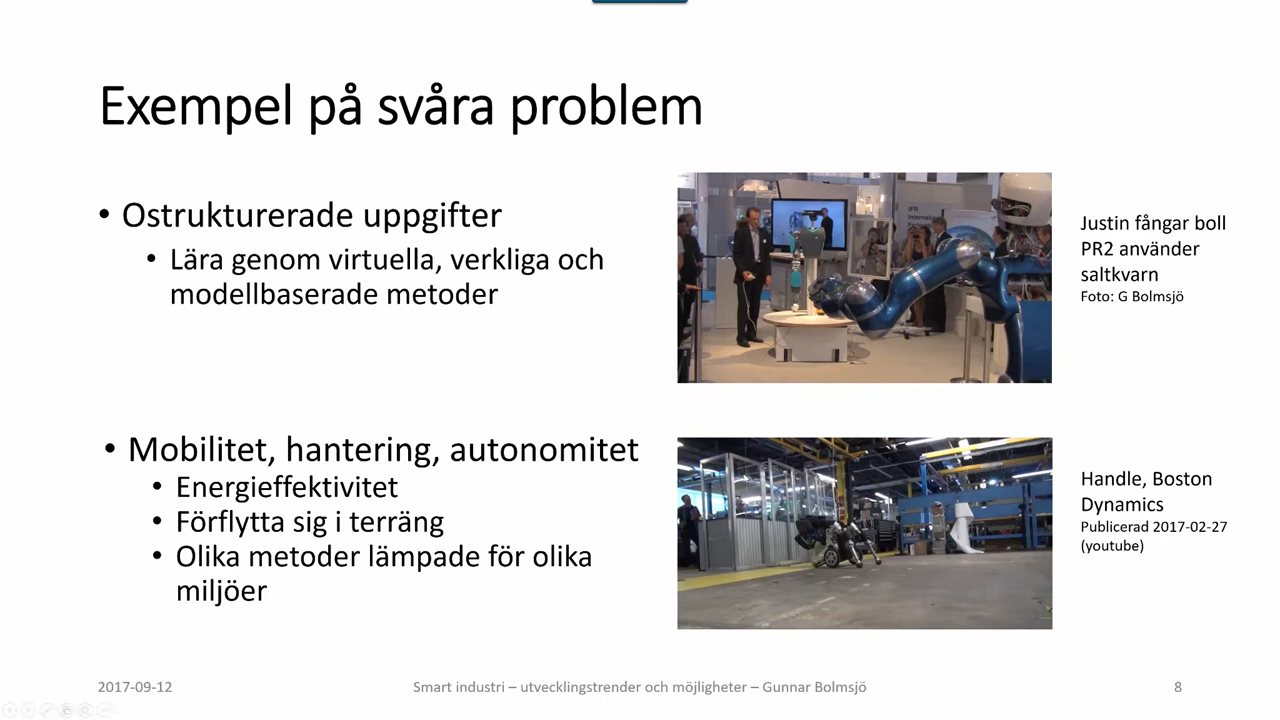 Exempel på svåra problem
• Ostrukturerade uppgifter
• Lära genom virtuella, verkliga och
modellbaserade metoder
IFR
Internation
Justin fångar boll
PR2 använder
saltkvarn
Foto: G Bolmsjö
• Mobilitet, hantering, autonomitet
• Energieffektivitet
• Förflytta sig i terräng
• Olika metoder lämpade för olika
miljöer
Handle, Boston
Dynamics
Publicerad 2017-02-27
(youtube)
2017-09-12
Smart industri – utvecklingstrender och möjligheter – Gunnar Bolmsjö
8